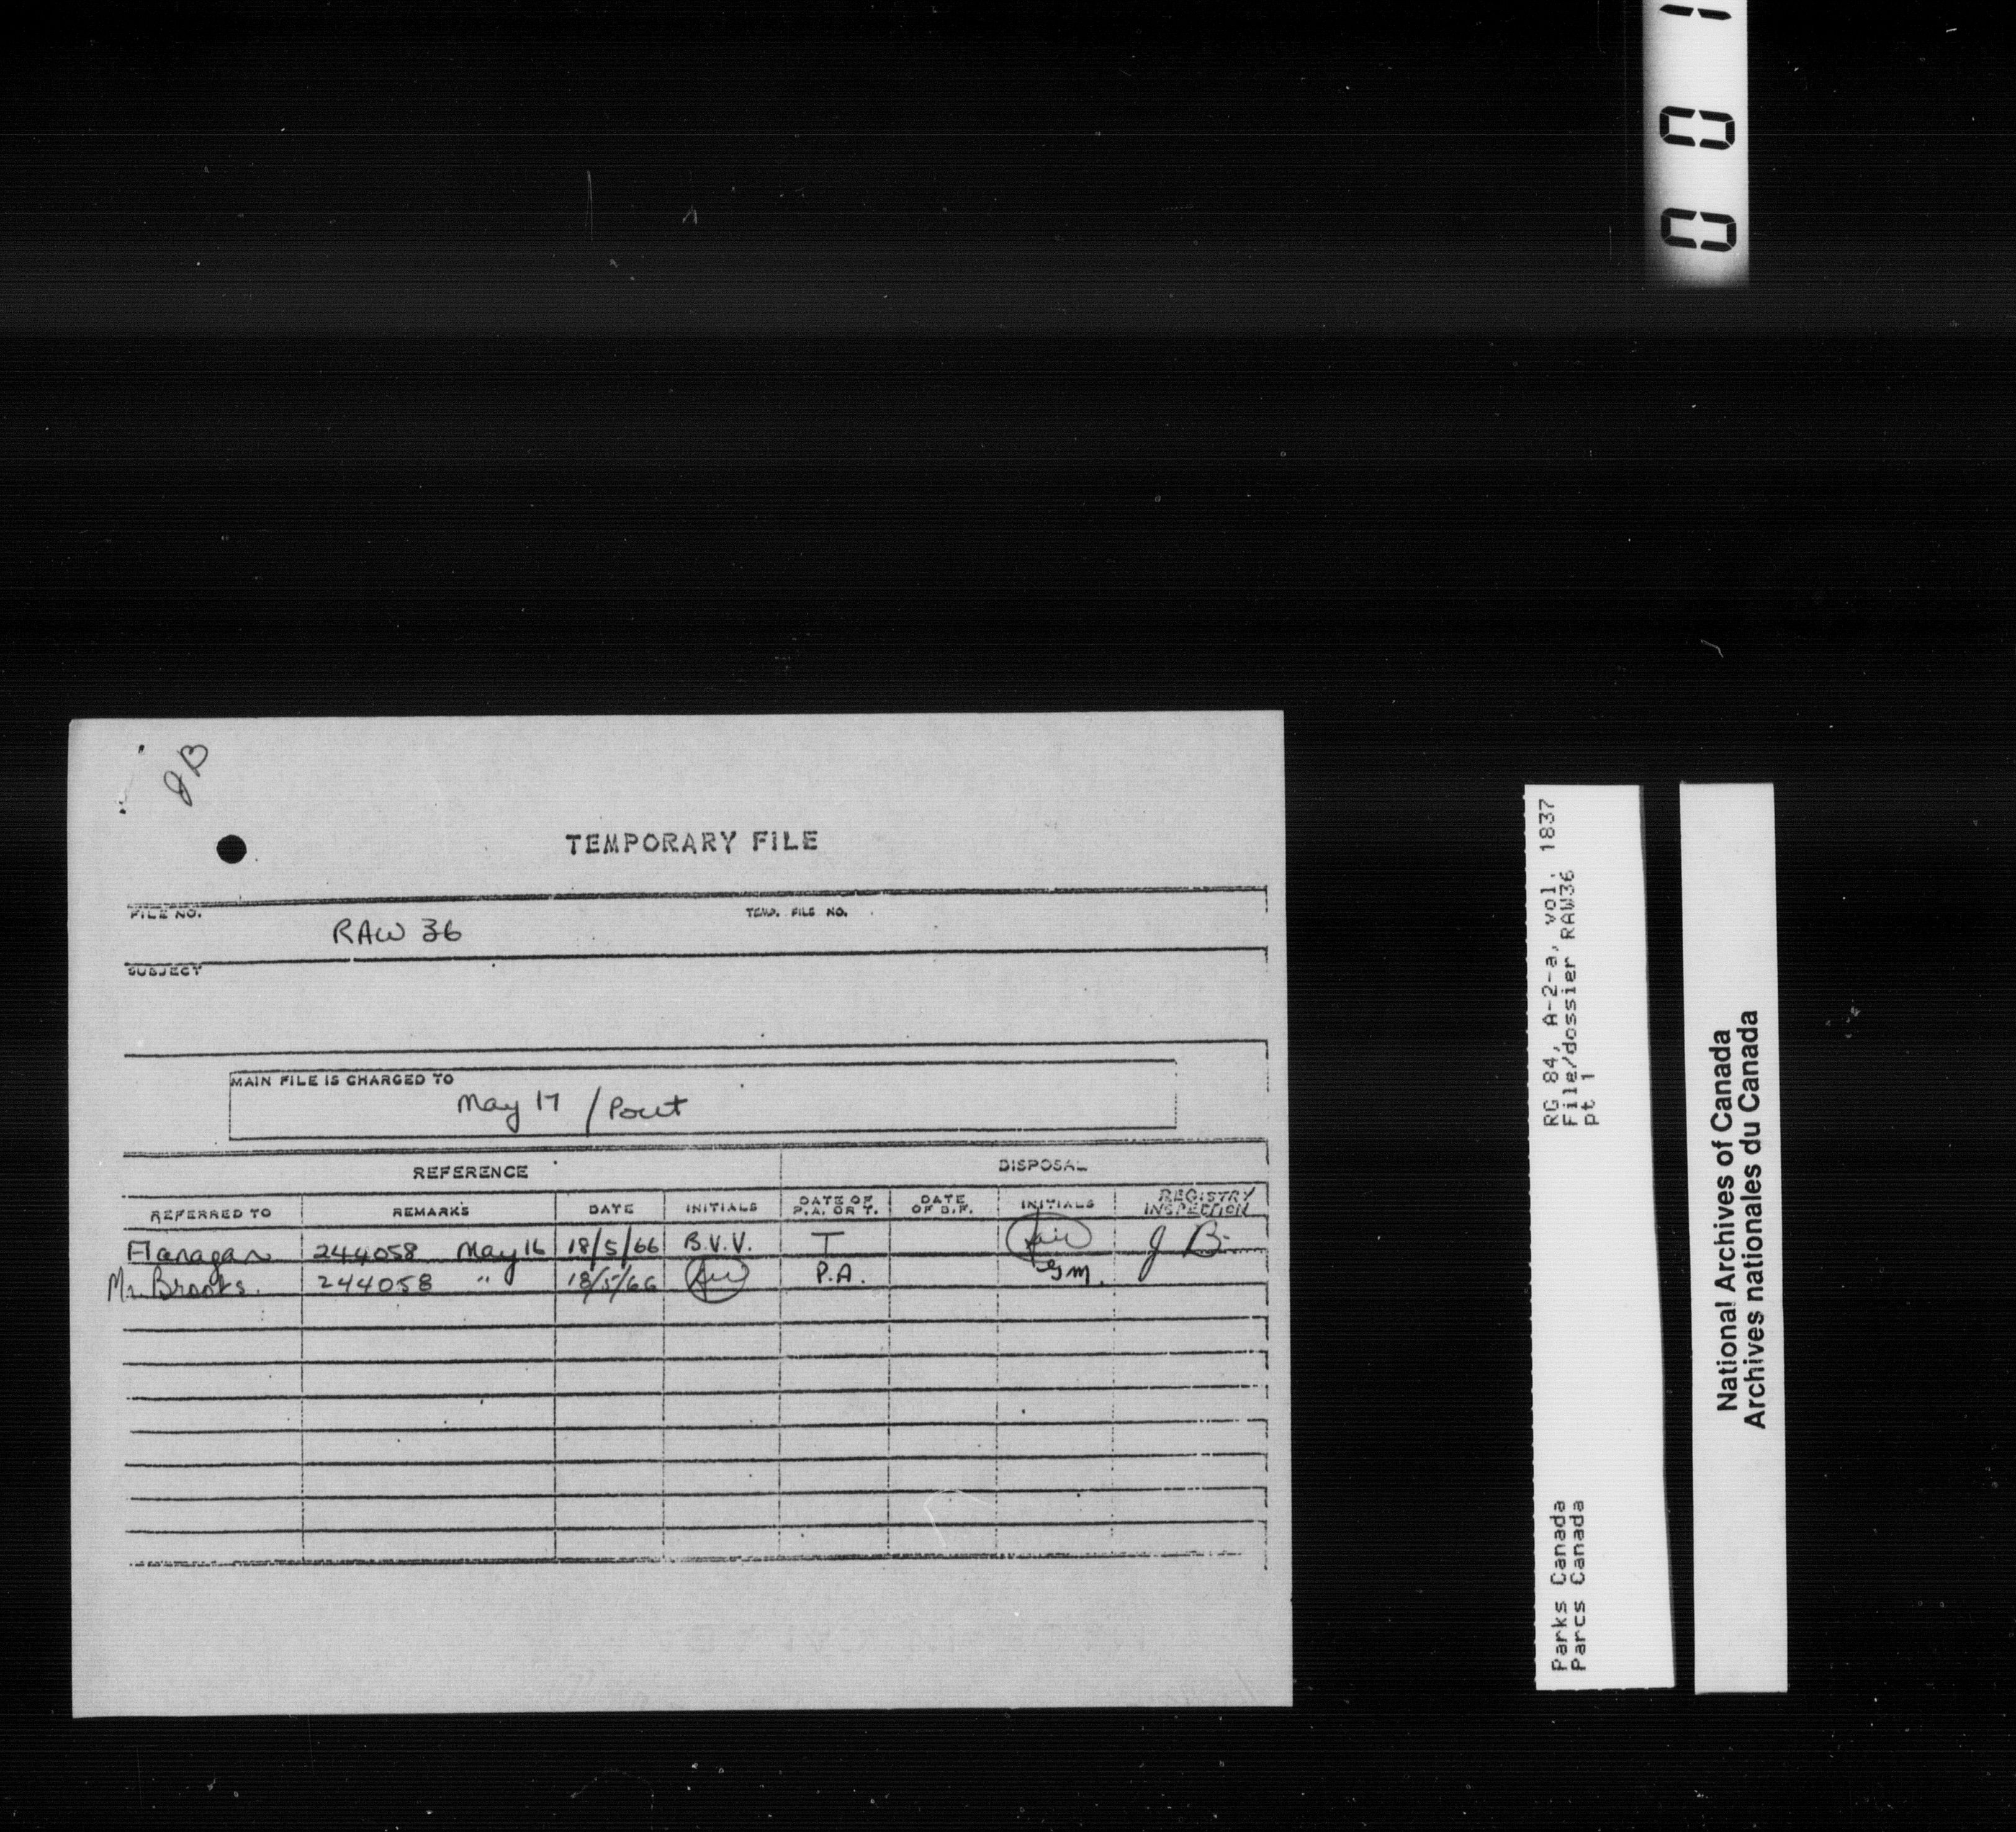 JB
TEMPORARY FILE
FILE NO. RAW 36 TEMP. FILE NO.
SUBJECT
MAIN FILE IS CHARGED TO
May 17 / Pout
REFERENCE DISPOSAL
REFERRED TO REMARKS DATE INITIALS DATE OF P.A. OR T. DATE OF B.F. INITIALS REGISTRY INSPECTION
Flanagan 244058 May 16 18/5/66 B.V.V. T J B.
Mr. Brooks. 244058 " 18/5/66 P.A. GM.
001
RG 84, A-2-a, vol. 1837
File/dossier RAW36
pt 1
Parks Canada
Parcs Canada
National Archives of Canada
Archives nationales du Canada